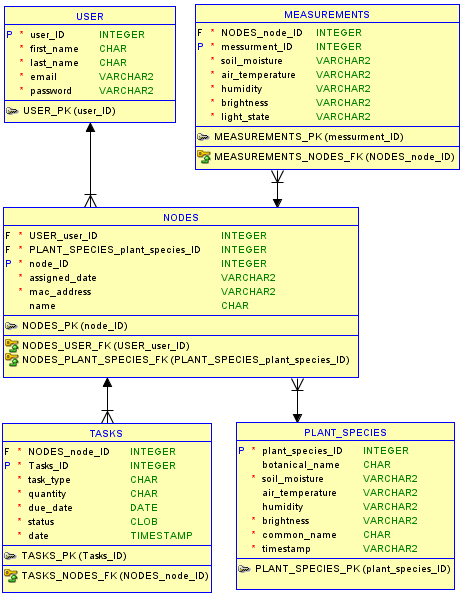 USER
P * user_ID INTEGER
* first_name CHAR
* last_name CHAR
* email VARCHAR2
* password VARCHAR2
USER_PK (user_ID)
MEASUREMENTS
F * NODES_node_ID INTEGER
P * messurment_ID INTEGER
* soil_moisture VARCHAR2
* air_temperature VARCHAR2
* humidity VARCHAR2
* brightness VARCHAR2
* light_state VARCHAR2
MEASUREMENTS_PK (messurment_ID)
MEASUREMENTS_NODES_FK (NODES_node_ID)
NODES
F * USER_user_ID INTEGER
F * PLANT_SPECIES_plant_species_ID INTEGER
P * node_ID INTEGER
* assigned_date VARCHAR2
* mac_address VARCHAR2
name CHAR
NODES_PK (node_ID)
NODES_USER_FK (USER_user_ID)
NODES_PLANT_SPECIES_FK (PLANT_SPECIES_plant_species_ID)
TASKS
F * NODES_node_ID INTEGER
P * Tasks_ID INTEGER
* task_type CHAR
* quantity CHAR
* due_date DATE
* status CLOB
* date TIMESTAMP
TASKS_PK (Tasks_ID)
TASKS_NODES_FK (NODES_node_ID)
PLANT_SPECIES
P * plant_species_ID INTEGER
botanical_name CHAR
* soil_moisture VARCHAR2
air_temperature VARCHAR2
humidity VARCHAR2
* brightness VARCHAR2
* common_name CHAR
* timestamp VARCHAR2
PLANT_SPECIES_PK (plant_species_ID)